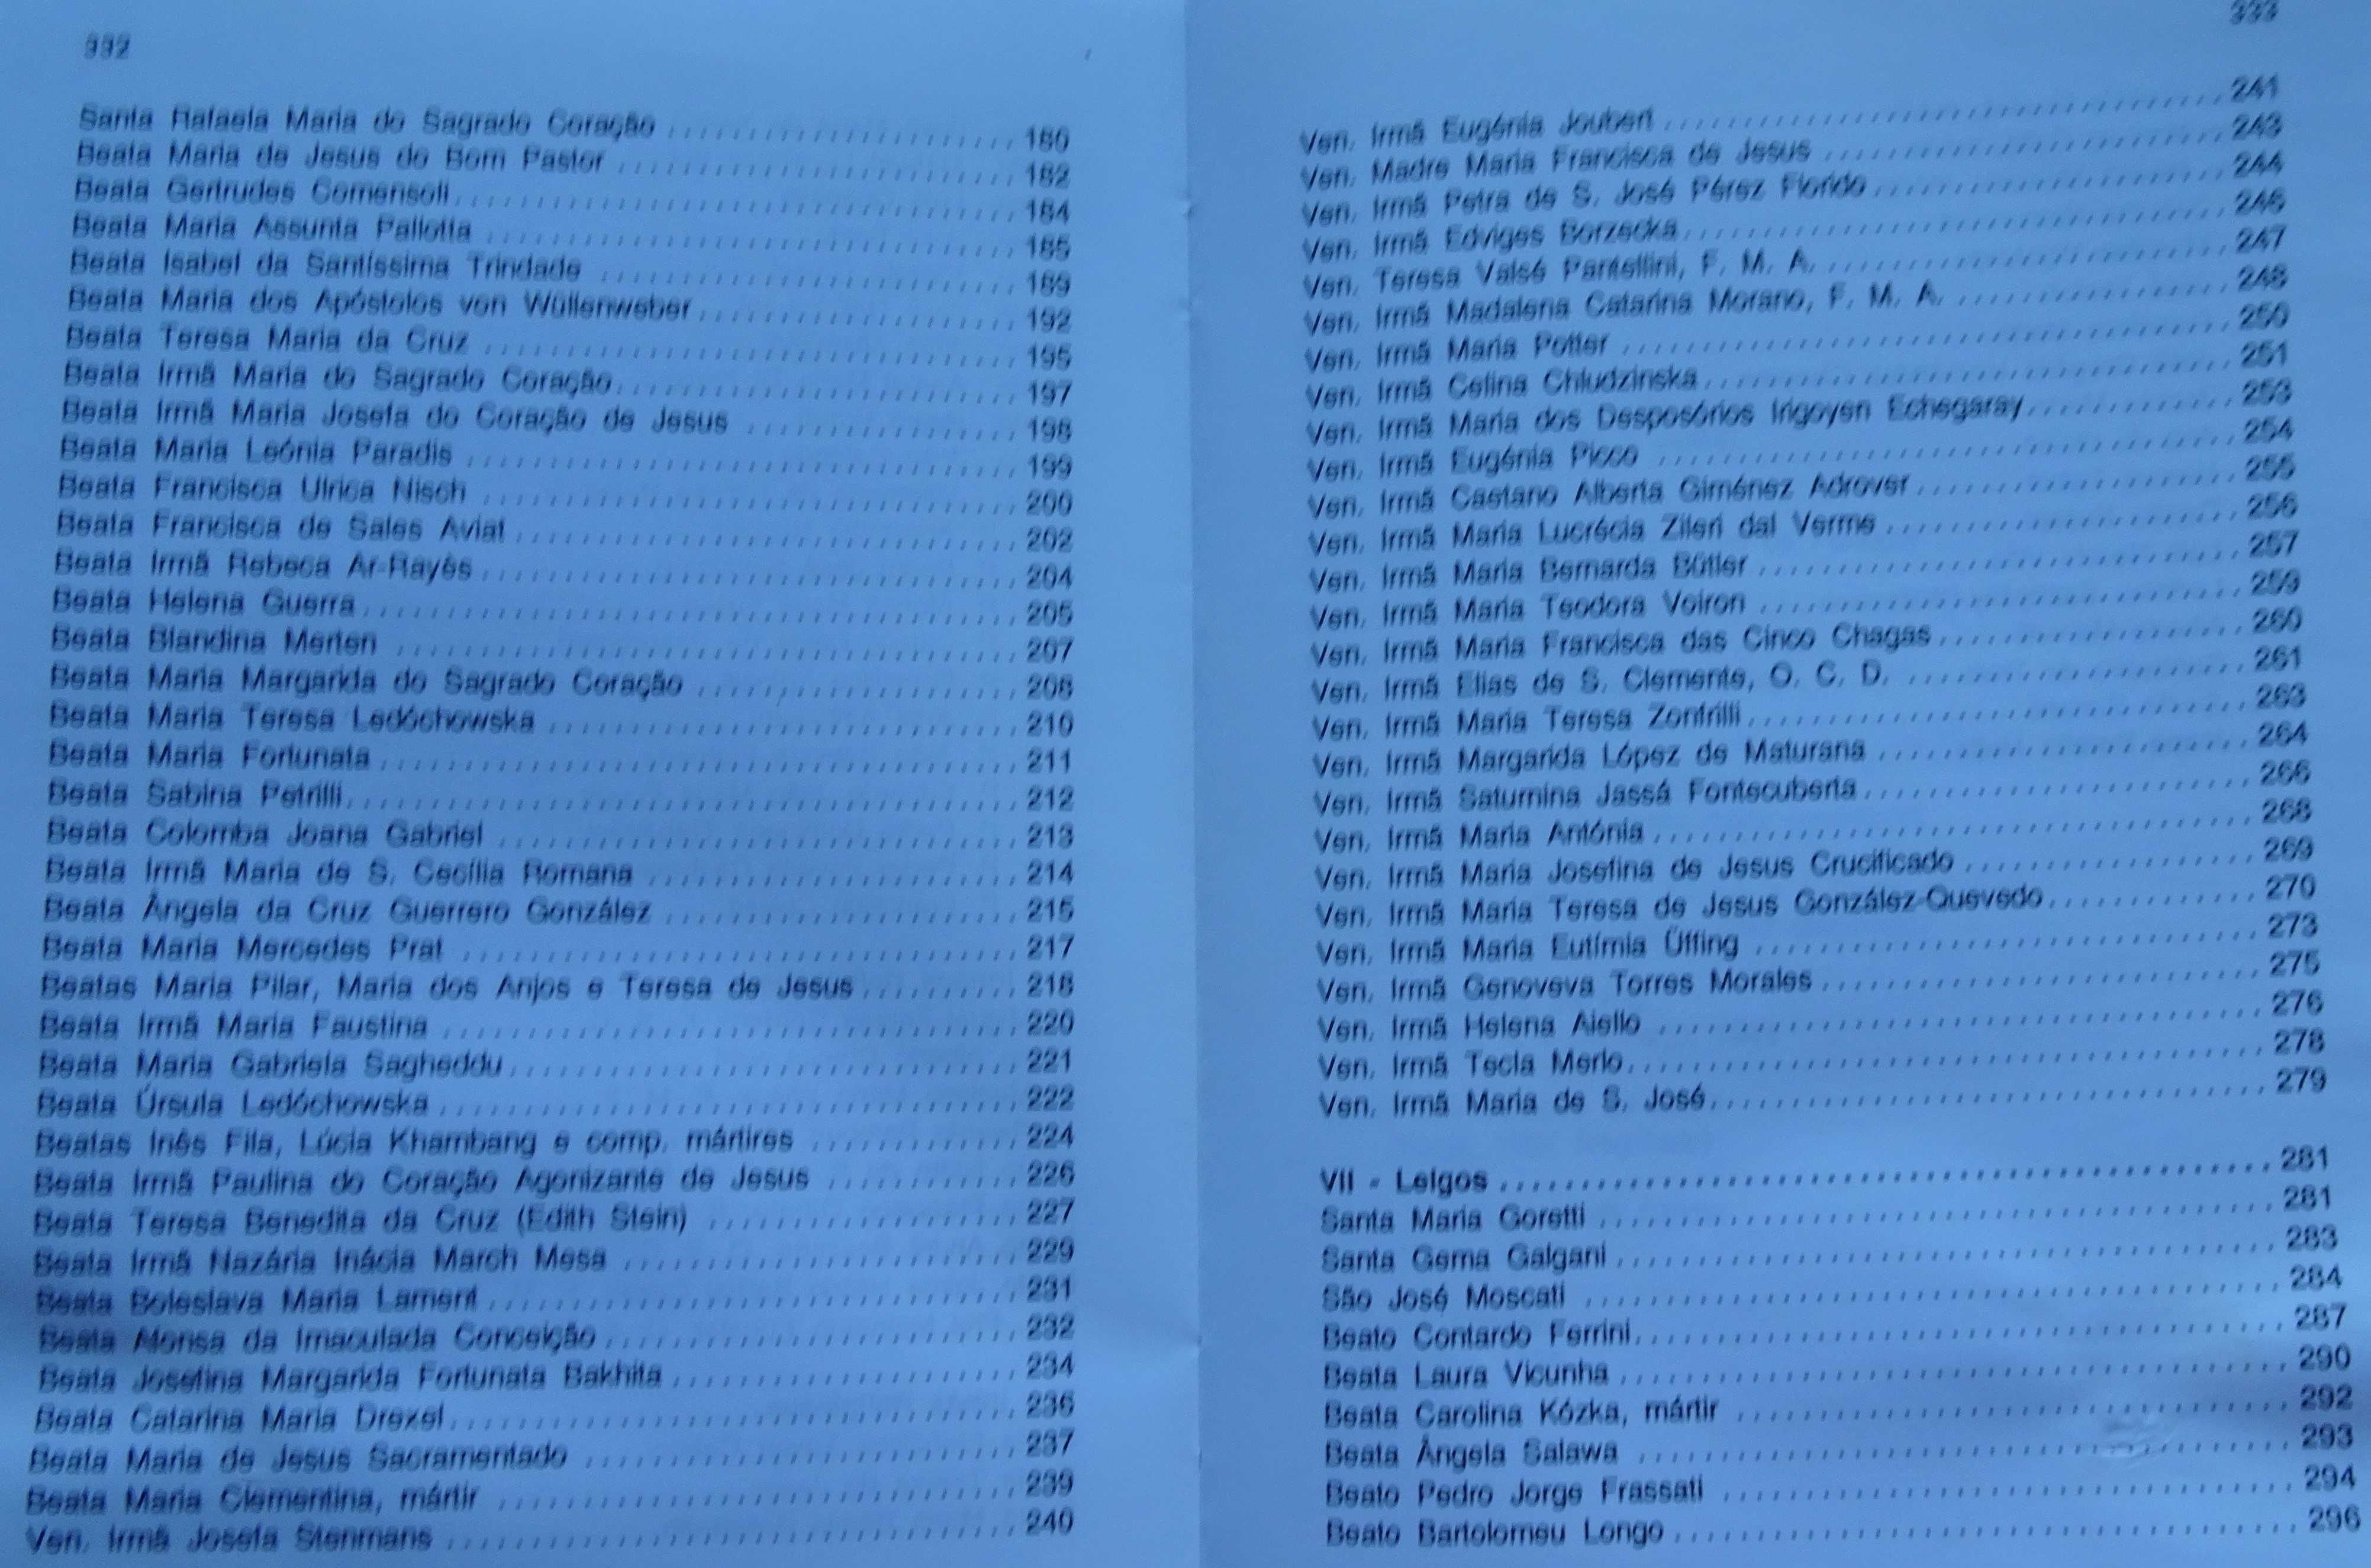 332
Santa Rafaela Maria do Sagrado Coração 180
Beata Maria de Jesus do Bom Pastor 182
Beata Gertrudes Comensoli 184
Beata Maria Assunta Pallotta 185
Beata Isabel da Santíssima Trindade 189
Beata Maria dos Apóstolos von Wüllenweber 192
Beata Teresa Maria da Cruz 195
Beata Irmã Maria do Sagrado Coração 197
Beata Irmã Maria Josefa do Coração de Jesus 198
Beata Maria Leónia Paradis 199
Beata Francisca Ulrica Nisch 200
Beata Francisca de Sales Aviat 202
Beata Irmã Rebeca Ar-Rayès 204
Beata Helena Guerra 205
Beata Blandina Merten 207
Beata Maria Margarida do Sagrado Coração 208
Beata Maria Teresa Ledóchowska 210
Beata Maria Fortunata 211
Beata Sabina Petrilli 212
Beata Colomba Joana Gabriel 213
Beata Irmã Maria de S. Cecília Romana 214
Beata Ângela da Cruz Guerrero González 215
Beata Maria Mercedes Prat 217
Beatas Maria Pilar, Maria dos Anjos e Teresa de Jesus 218
Beata Irmã Maria Faustina 220
Beata Maria Gabriela Sagheddu 221
Beata Úrsula Ledóchowska 222
Beatas Inês Fila, Lúcia Khambang e comp. mártires 224
Beata Irmã Paulina do Coração Agonizante de Jesus 226
Beata Teresa Benedita da Cruz (Edith Stein) 227
Beata Irmã Nazária Inácia March Mesa 229
Beata Boleslava Maria Lament 231
Beata Afonsa da Imaculada Conceição 232
Beata Josefina Margarida Fortunata Bakhita 234
Beata Catarina Maria Drexel 236
Beata Maria de Jesus Sacramentado 237
Beata Maria Clementina, mártir 239
Ven. Irmã Josefa Stenmans 240
333
Ven. Irmã Eugénia Joubert 241
Ven. Madre Maria Francisca de Jesus 243
Ven. Irmã Petra de S. José Pérez Florido 244
Ven. Irmã Edviges Borzecka 246
Ven. Teresa Valsé Pantellini, F. M. A. 247
Ven. Irmã Madalena Catarina Morano, F. M. A. 248
Ven. Irmã Maria Potter 250
Ven. Irmã Celina Chludzinska 251
Ven. Irmã Maria dos Desposórios Irigoyen Echegaray 253
Ven. Irmã Eugénia Picco 254
Ven. Irmã Caetano Alberta Giménez Adrover 255
Ven. Irmã Maria Lucrécia Zileri dal Verme 256
Ven. Irmã Maria Bernarda Bütler 257
Ven. Irmã Maria Teodora Voiron 259
Ven. Irmã Maria Francisca das Cinco Chagas 260
Ven. Irmã Elias de S. Clemente, O. C. D. 261
Ven. Irmã Maria Teresa Zonfrilli 263
Ven. Irmã Margarida López de Maturana 264
Ven. Irmã Saturnina Jassá Fontecuberta 266
Ven. Irmã Maria Antónia 268
Ven. Irmã Maria Josefina de Jesus Crucificado 269
Ven. Irmã Maria Teresa de Jesus González-Quevedo 270
Ven. Irmã Maria Eutímia Üffing 273
Ven. Irmã Genoveva Torres Morales 275
Ven. Irmã Helena Aiello 276
Ven. Irmã Tecla Merlo 278
Ven. Irmã Maria de S. José 279
VII - Leigos 281
Santa Maria Goretti 281
Santa Gema Galgani 283
São José Moscati 284
Beato Contardo Ferrini 287
Beata Laura Vicunha 290
Beata Carolina Kózka, mártir 292
Beata Ângela Salawa 293
Beato Pedro Jorge Frassati 294
Beato Bartolomeu Longo 296